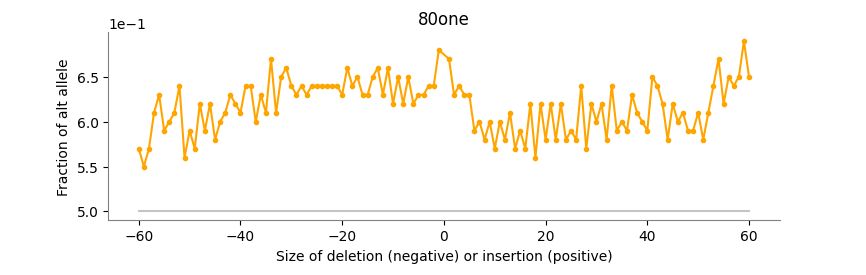 80one
1e−1
Fraction of alt allele
6.5
6.0
5.5
5.0
−60 −40 −20 0 20 40 60
Size of deletion (negative) or insertion (positive)